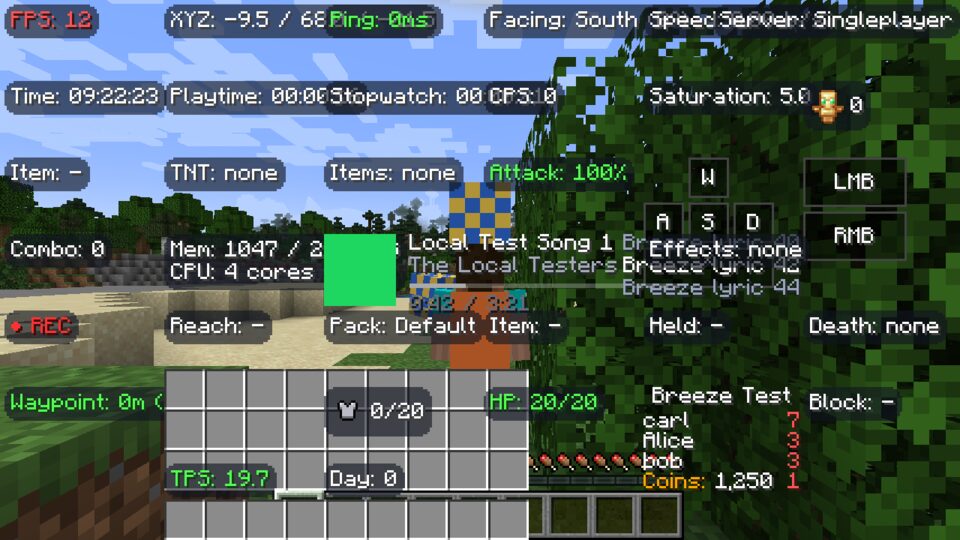 FPS: 12
XYZ: -9.5 / 68
Ping: 0ms
Facing: South
Speed
Server: Singleplayer
Time: 09:22:23
Playtime: 00:00
Stopwatch: 00
CPS:
Saturation: 5.0
0
Item: -
TNT: none
Items: none
Attack: 100%
W
LMB
A S D
RMB
Combo: 0
Mem: 1047 / 2
CPU: 4 cores
Local Test Song 1
The Local Testers
0:42 / 3:21
Effects: none
Breeze lyric 42
Breeze lyric 44
REC
Reach: -
Pack: Default
Item: -
Held: -
Death: none
Waypoint: 0m (
0/20
HP: 20/20
Block: -
Breeze Test
carl 7
Alice 3
bob 3
Coins: 1,250 1
TPS: 19.7
Day: 0